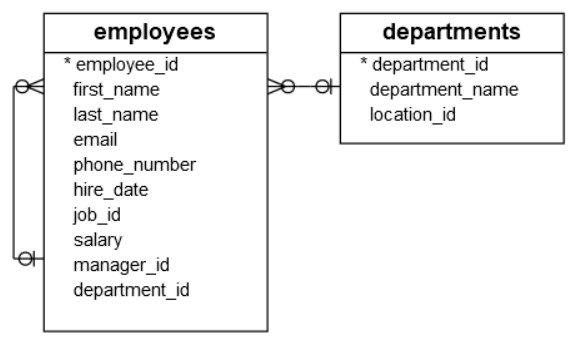 employees
* employee_id
first_name
last_name
email
phone_number
hire_date
job_id
salary
manager_id
department_id
departments
* department_id
department_name
location_id